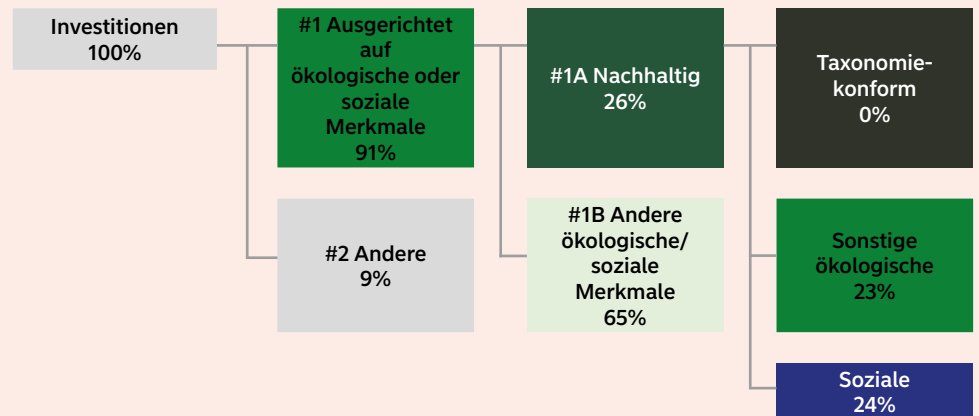 Investitionen
100%
#1 Ausgerichtet
auf
ökologische oder
soziale
Merkmale
91%
#2 Andere
9%
#1A Nachhaltig
26%
#1B Andere
ökologische/
soziale
Merkmale
65%
Taxonomie-
konform
0%
Sonstige
ökologische
23%
Soziale
24%